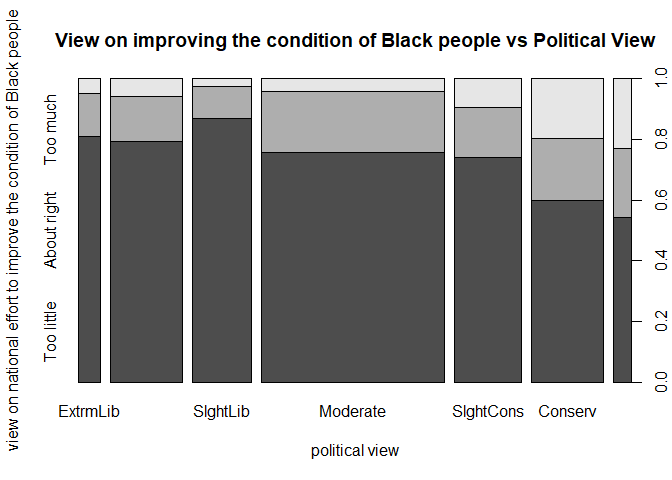 View on improving the condition of Black people vs Political View
view on national effort to improve the condition of Black people
Too much
About right
Too little
1.0
0.8
0.6
0.4
0.2
0.0
ExtrmLib SlghtLib Moderate SlghtCons Conserv
political view